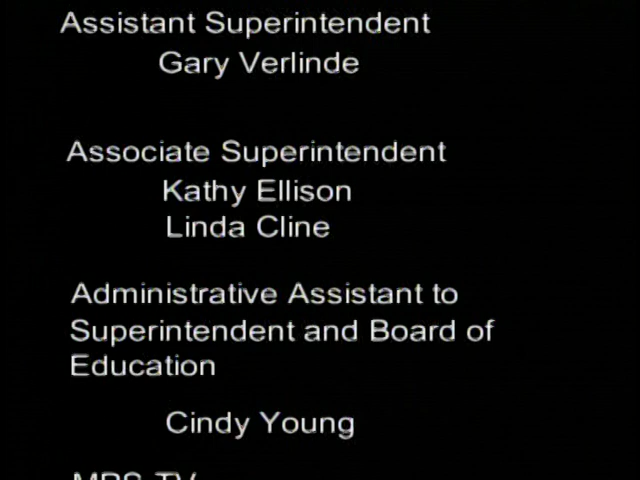 Assistant Superintendent
Gary Verlinde
Associate Superintendent
Kathy Ellison
Linda Cline
Administrative Assistant to
Superintendent and Board of
Education
Cindy Young